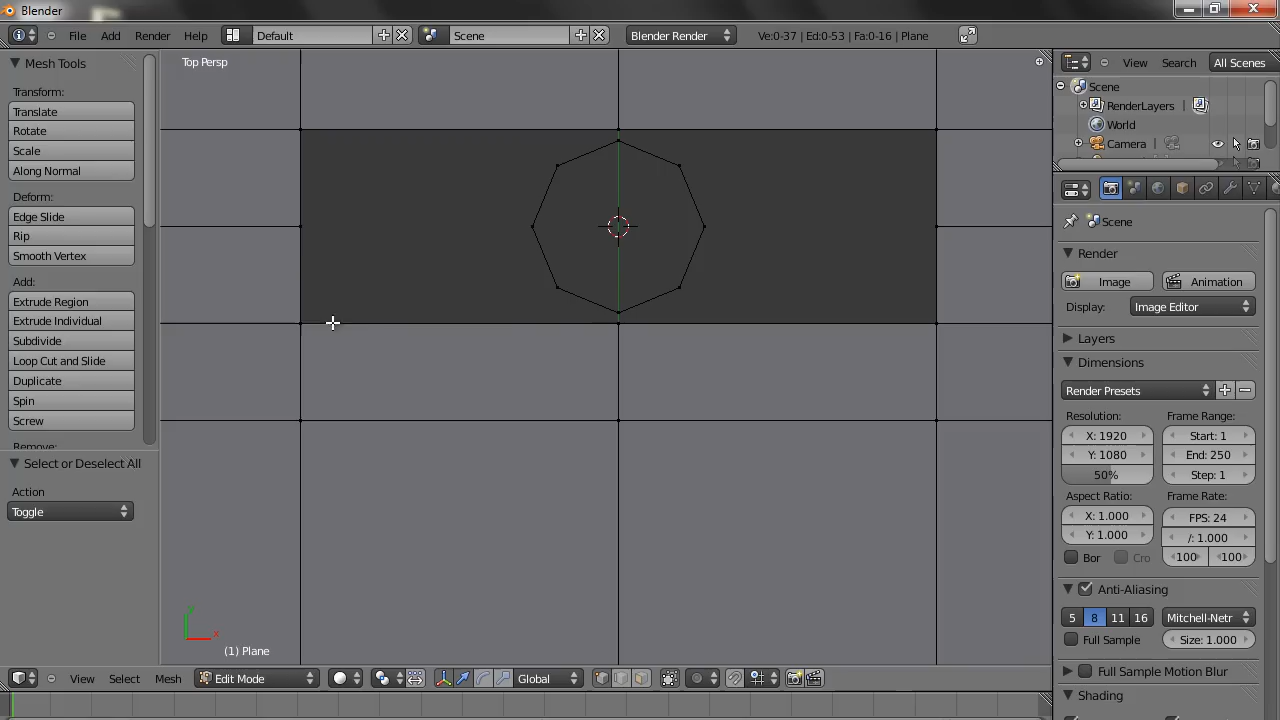 Blender
File Add Render Help Default Scene Blender Render Ve:0-37 | Ed:0-53 | Fa:0-16 | Plane
Mesh Tools
Transform:
Translate
Rotate
Scale
Along Normal
Deform:
Edge Slide
Rip
Smooth Vertex
Add:
Extrude Region
Extrude Individual
Subdivide
Loop Cut and Slide
Duplicate
Spin
Screw
Remove:
Select or Deselect All
Action
Toggle
Top Persp
y
x
(1) Plane
View Select Mesh Edit Mode Global
View Search All Scenes
Scene
RenderLayers |
World
Camera |
Scene
Render
Image Animation
Display: Image Editor
Layers
Dimensions
Render Presets
Resolution: Frame Range:
X: 1920 Start: 1
Y: 1080 End: 250
50% Step: 1
Aspect Ratio: Frame Rate:
X: 1.000 FPS: 24
Y: 1.000 /: 1.000
Bor Cro 100 100
Anti-Aliasing
5 8 11 16 Mitchell-Netr
Full Sample Size: 1.000
Full Sample Motion Blur
Shading